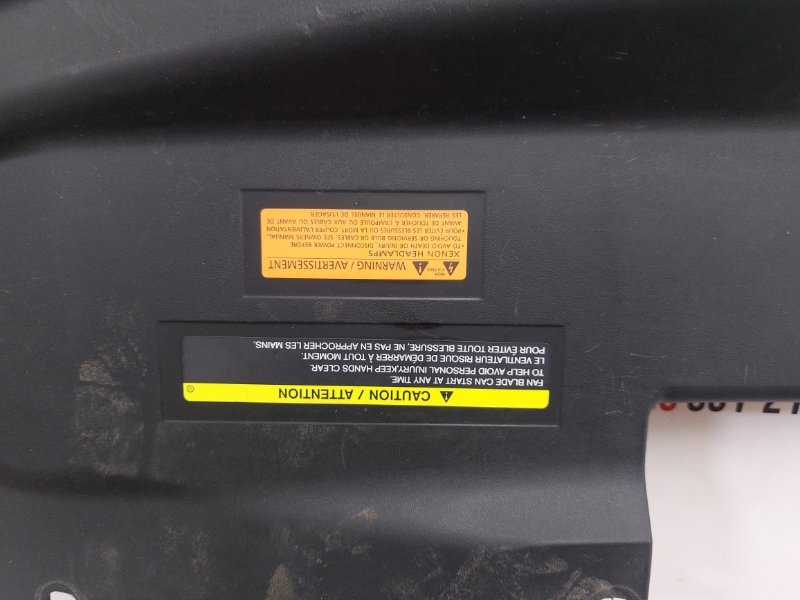 ⚠ CAUTION / ATTENTION
FAN BLADE CAN START AT ANY TIME.
TO HELP AVOID PERSONAL INJURY:KEEP HANDS CLEAR.
LE VENTILATEUR RISQUE DE DÉMARRER À TOUT MOMENT.
POUR ÉVITER TOUTE BLESSURE, NE PAS EN APPROCHER LES MAINS.
HIGH
VOLTAGE
⚠ WARNING / AVERTISSEMENT
XENON HEADLAMPS
•TO AVOID DEATH OR INJURY, DISCONNECT POWER BEFORE
TOUCHING OR SERVICING BULB OR CABLES. SEE OWNERS MANUAL.
•POUR ÉVITER LES BLESSURES OU LA MORT, COUPER L'ALIMENTATION
AVANT DE TOUCHER À L'AMPOULE OU AUX CÂBLES OU AVANT DE
LES RÉPARER. CONSULTER LE MANUEL DE L'USAGER.